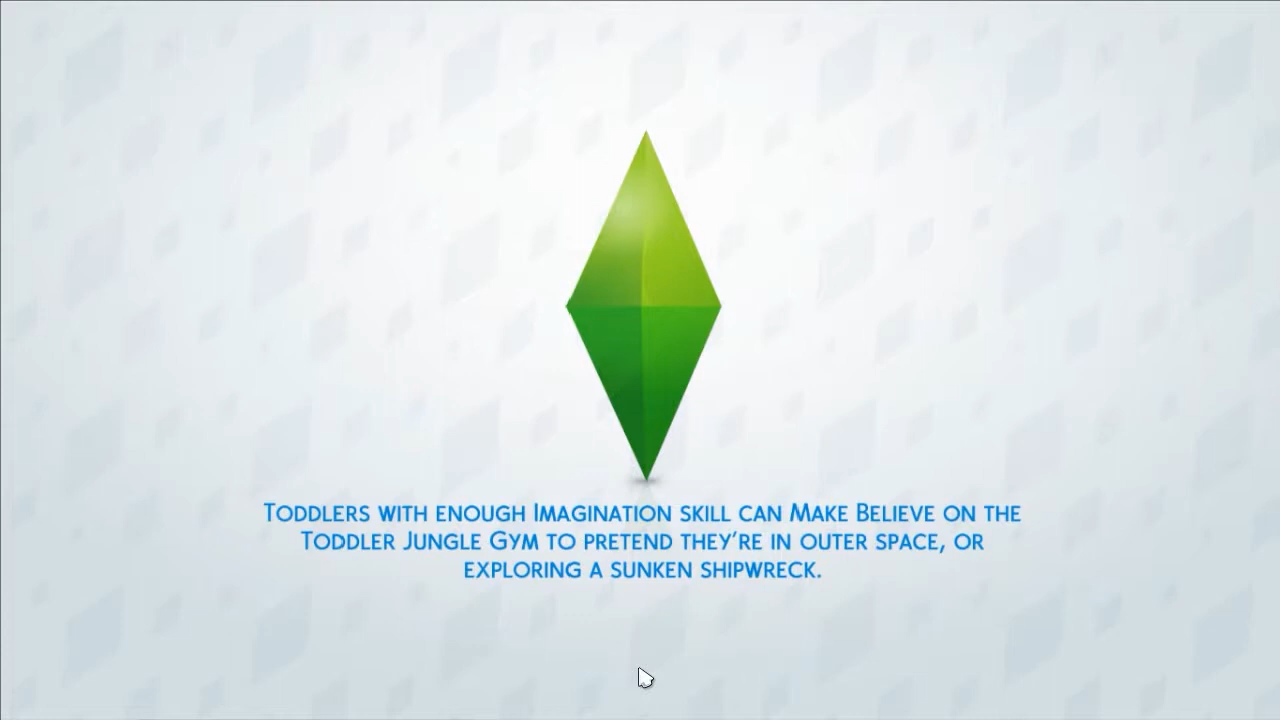 Toddlers with enough Imagination skill can Make Believe on the
Toddler Jungle Gym to pretend they're in outer space, or
exploring a sunken shipwreck.